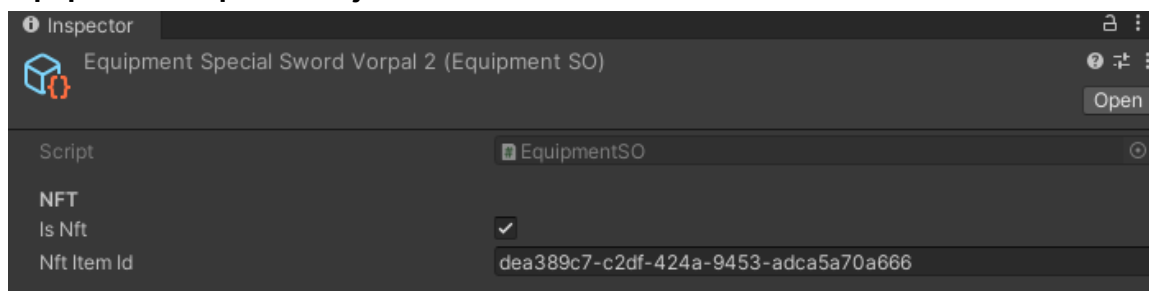 Inspector
Equipment Special Sword Vorpal 2 (Equipment SO)
Open
Script EquipmentSO
NFT
Is Nft
Nft Item Id dea389c7-c2df-424a-9453-adca5a70a666